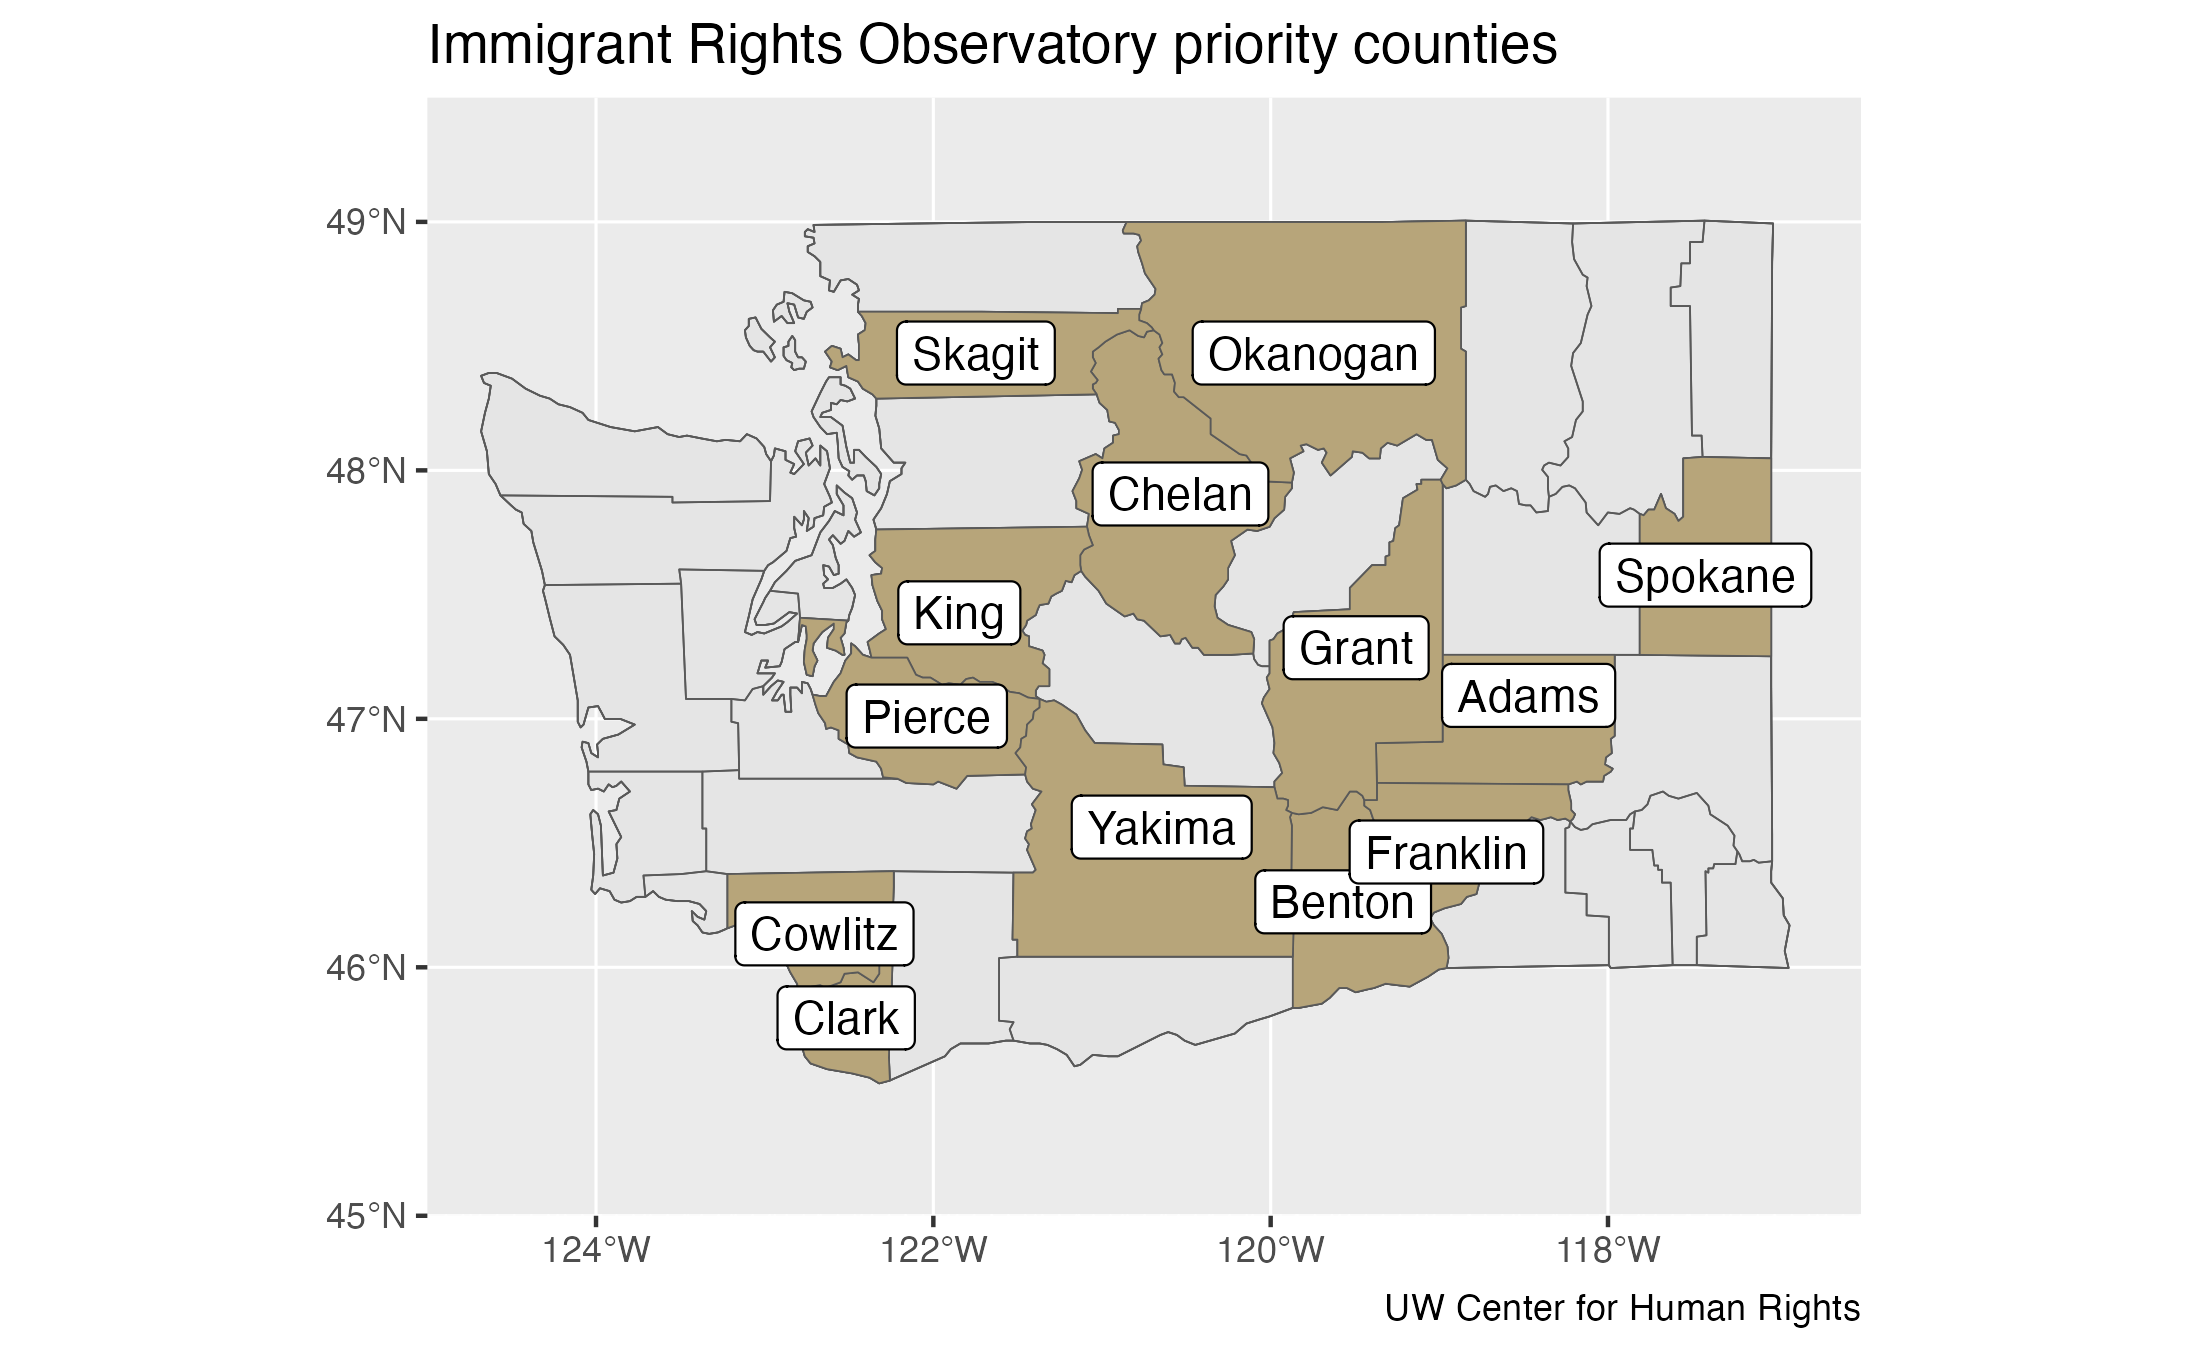 Immigrant Rights Observatory priority counties
49°N
48°N
47°N
46°N
45°N
Skagit
Okanogan
Chelan
Spokane
King
Grant
Adams
Pierce
Yakima
Franklin
Benton
Cowlitz
Clark
124°W
122°W
120°W
118°W
UW Center for Human Rights